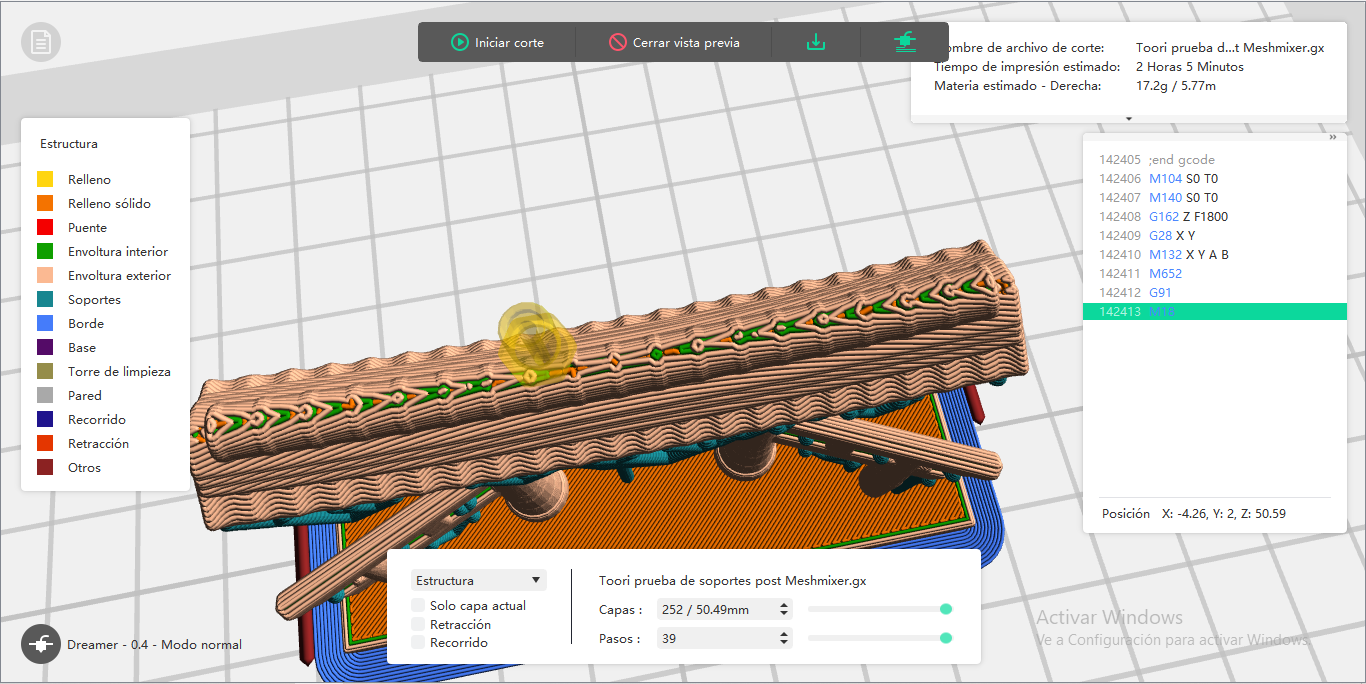 Iniciar corte
Cerrar vista previa
ombre de archivo de corte: Toori prueba d...t Meshmixer.gx
Tiempo de impresión estimado: 2 Horas 5 Minutos
Materia estimado - Derecha: 17.2g / 5.77m
Estructura
Relleno
Relleno sólido
Puente
Envoltura interior
Envoltura exterior
Soportes
Borde
Base
Torre de limpieza
Pared
Recorrido
Retracción
Otros
142405 ;end gcode
142406 M104 S0 T0
142407 M140 S0 T0
142408 G162 Z F1800
142409 G28 X Y
142410 M132 X Y A B
142411 M652
142412 G91
142413 M18
Posición X: -4.26, Y: 2, Z: 50.59
Estructura
Solo capa actual
Retracción
Recorrido
Toori prueba de soportes post Meshmixer.gx
Capas : 252 / 50.49mm
Pasos : 39
Dreamer - 0.4 - Modo normal
Activar Windows
Ve a Configuración para activar Windows.